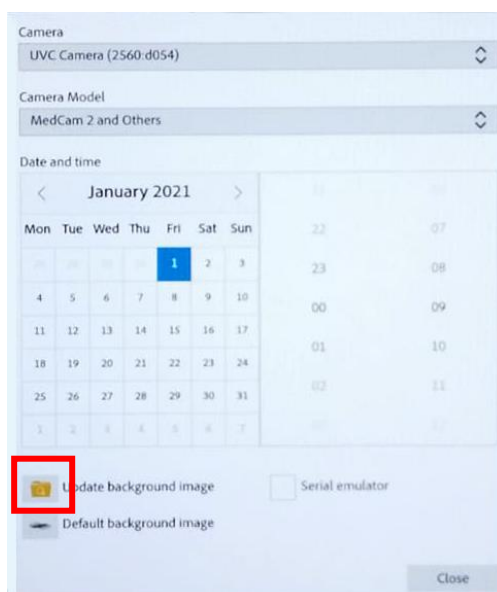 Camera
UVC Camera (2560:d054)
Camera Model
MedCam 2 and Others
Date and time
January 2021
Mon Tue Wed Thu Fri Sat Sun
1 2 3
4 5 6 7 8 9 10
11 12 13 14 15 16 17
18 19 20 21 22 23 24
25 26 27 28 29 30 31
22 07
23 08
00 09
01 10
02 11
Update background image
Serial emulator
Default background image
Close